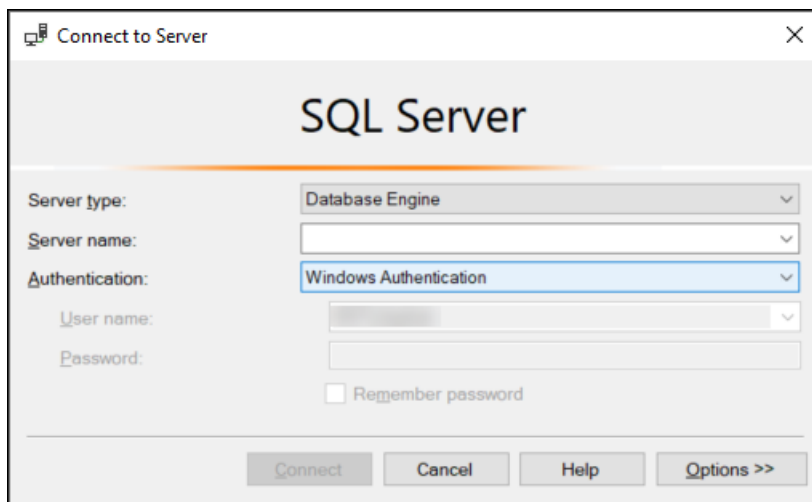 Connect to Server
SQL Server
Server type: Database Engine
Server name:
Authentication: Windows Authentication
User name:
Password:
Remember password
Connect Cancel Help Options >>